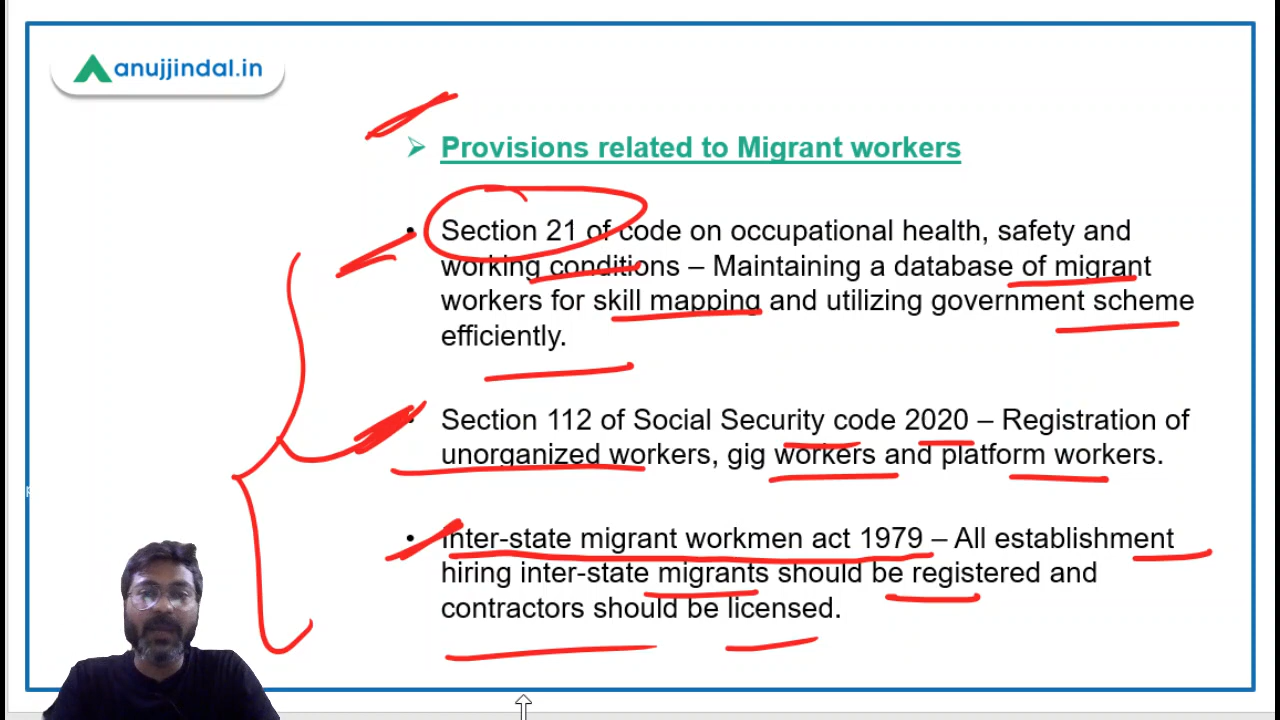 anujjindal.in
Provisions related to Migrant workers
Section 21 of code on occupational health, safety and
working conditions – Maintaining a database of migrant
workers for skill mapping and utilizing government scheme
efficiently.
Section 112 of Social Security code 2020 – Registration of
unorganized workers, gig workers and platform workers.
Inter-state migrant workmen act 1979 – All establishment
hiring inter-state migrants should be registered and
contractors should be licensed.